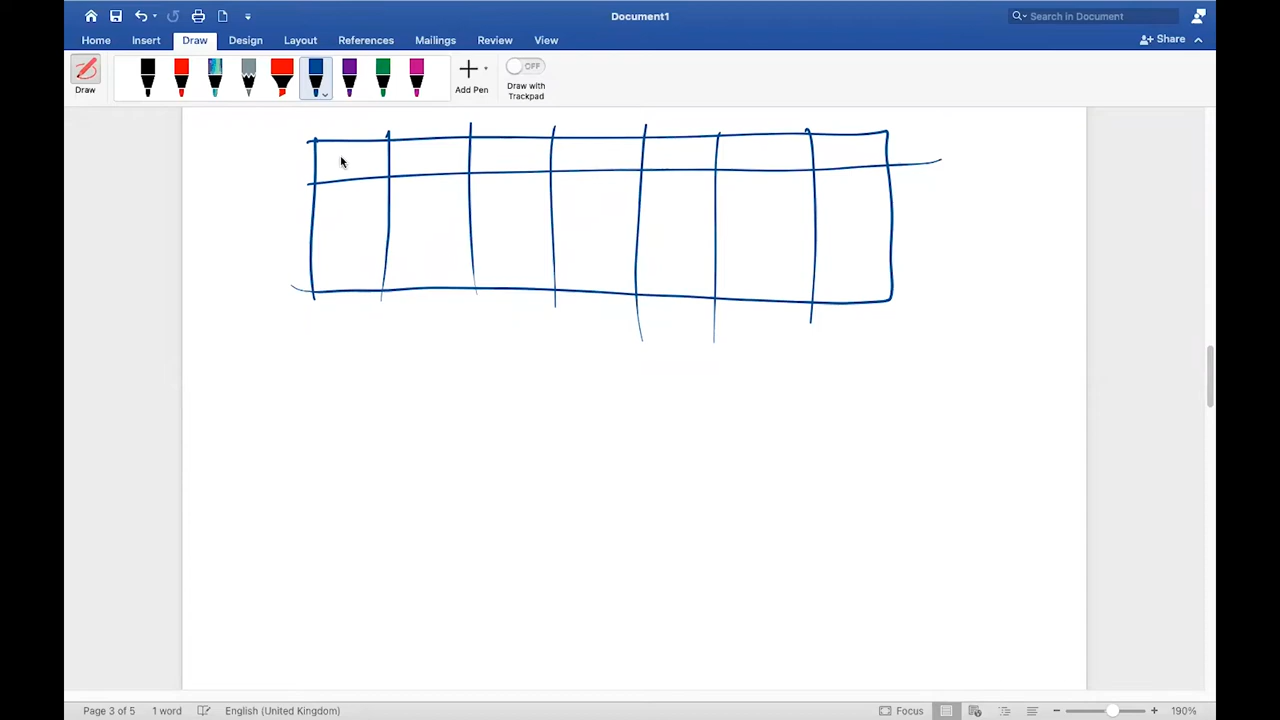 Document1
Search in Document
Home Insert Draw Design Layout References Mailings Review View
Share
Draw
Add Pen
OFF
Draw with
Trackpad
Page 3 of 5 1 word English (United Kingdom) Focus 190%